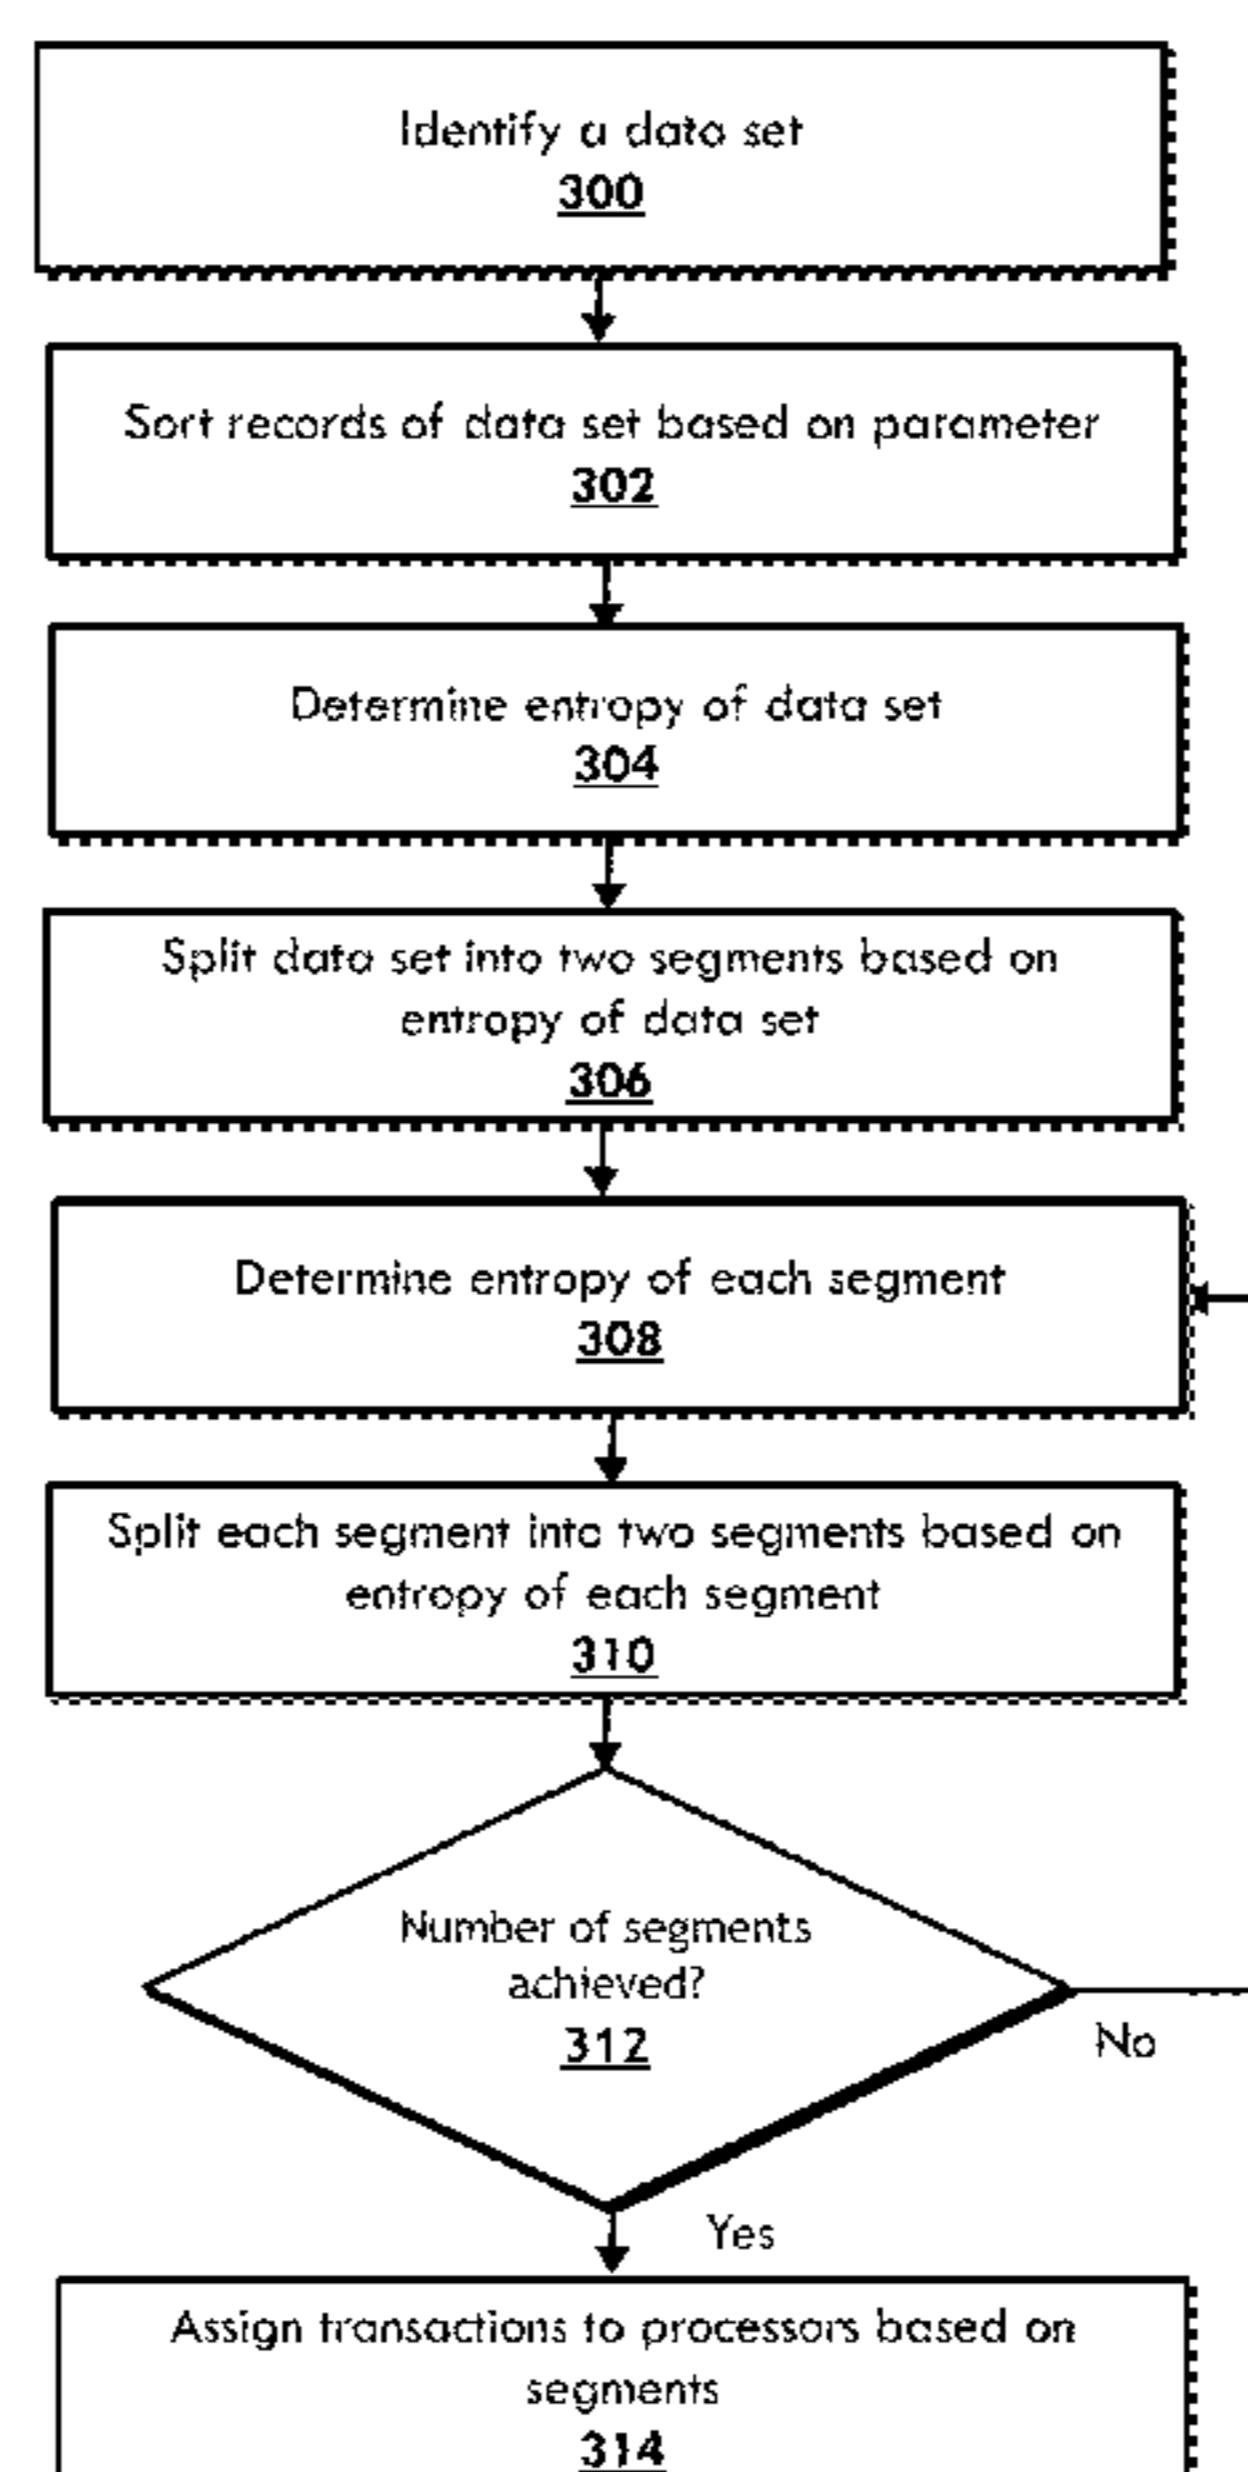 Identify a data set
300
Sort records of data set based on parameter
302
Determine entropy of data set
304
Split data set into two segments based on
entropy of data set
306
Determine entropy of each segment
308
Split each segment into two segments based on
entropy of each segment
310
Number of segments
achieved?
312
No
Yes
Assign transactions to processors based on
segments
314